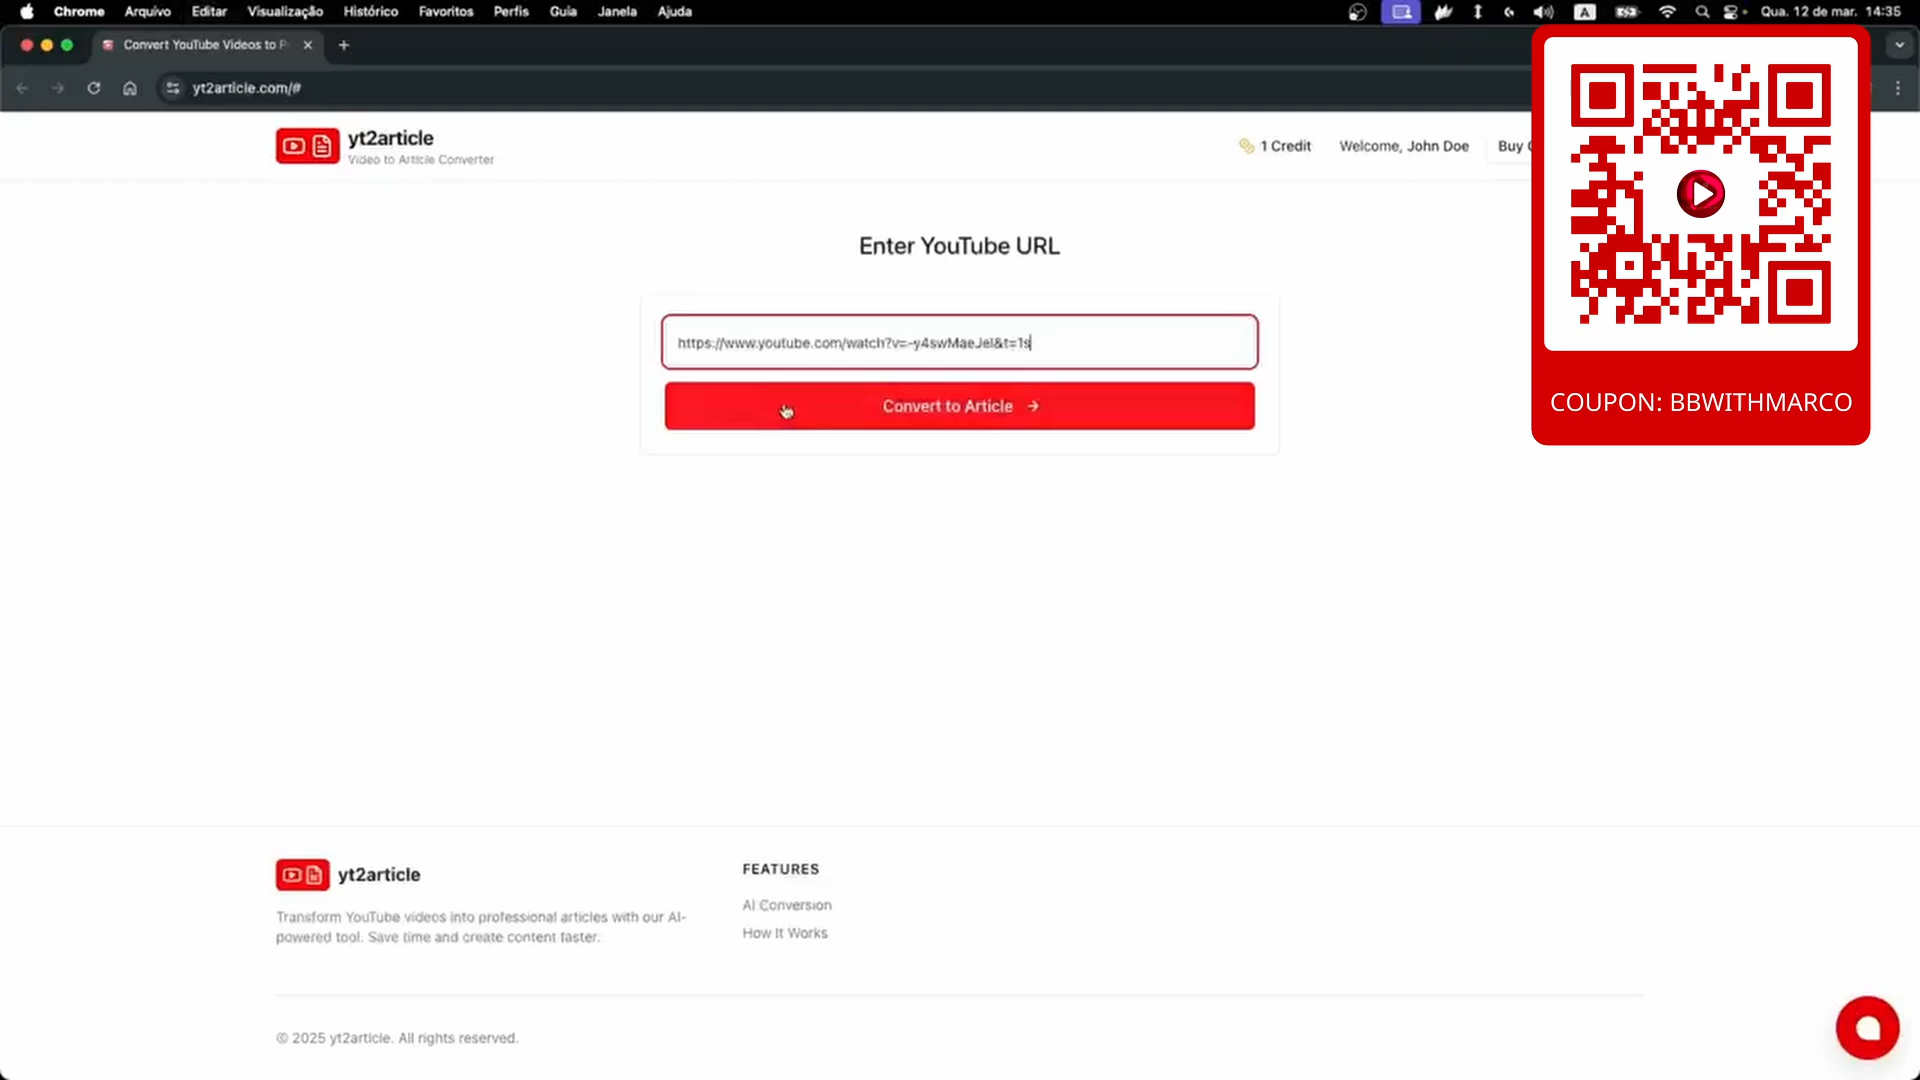 Chrome Arquivo Editar Visualização Histórico Favoritos Perfis Guia Janela Ajuda
A
Qua. 12 de mar. 14:35
Convert YouTube Videos to P
yt2article.com/#
yt2article
Video to Article Converter
1 Credit
Welcome, John Doe
Buy
Enter YouTube URL
https://www.youtube.com/watch?v=-y4swMaeJeI&t=1s
Convert to Article →
COUPON: BBWITHMARCO
yt2article
Transform YouTube videos into professional articles with our AI-
powered tool. Save time and create content faster.
FEATURES
AI Conversion
How It Works
© 2025 yt2article. All rights reserved.